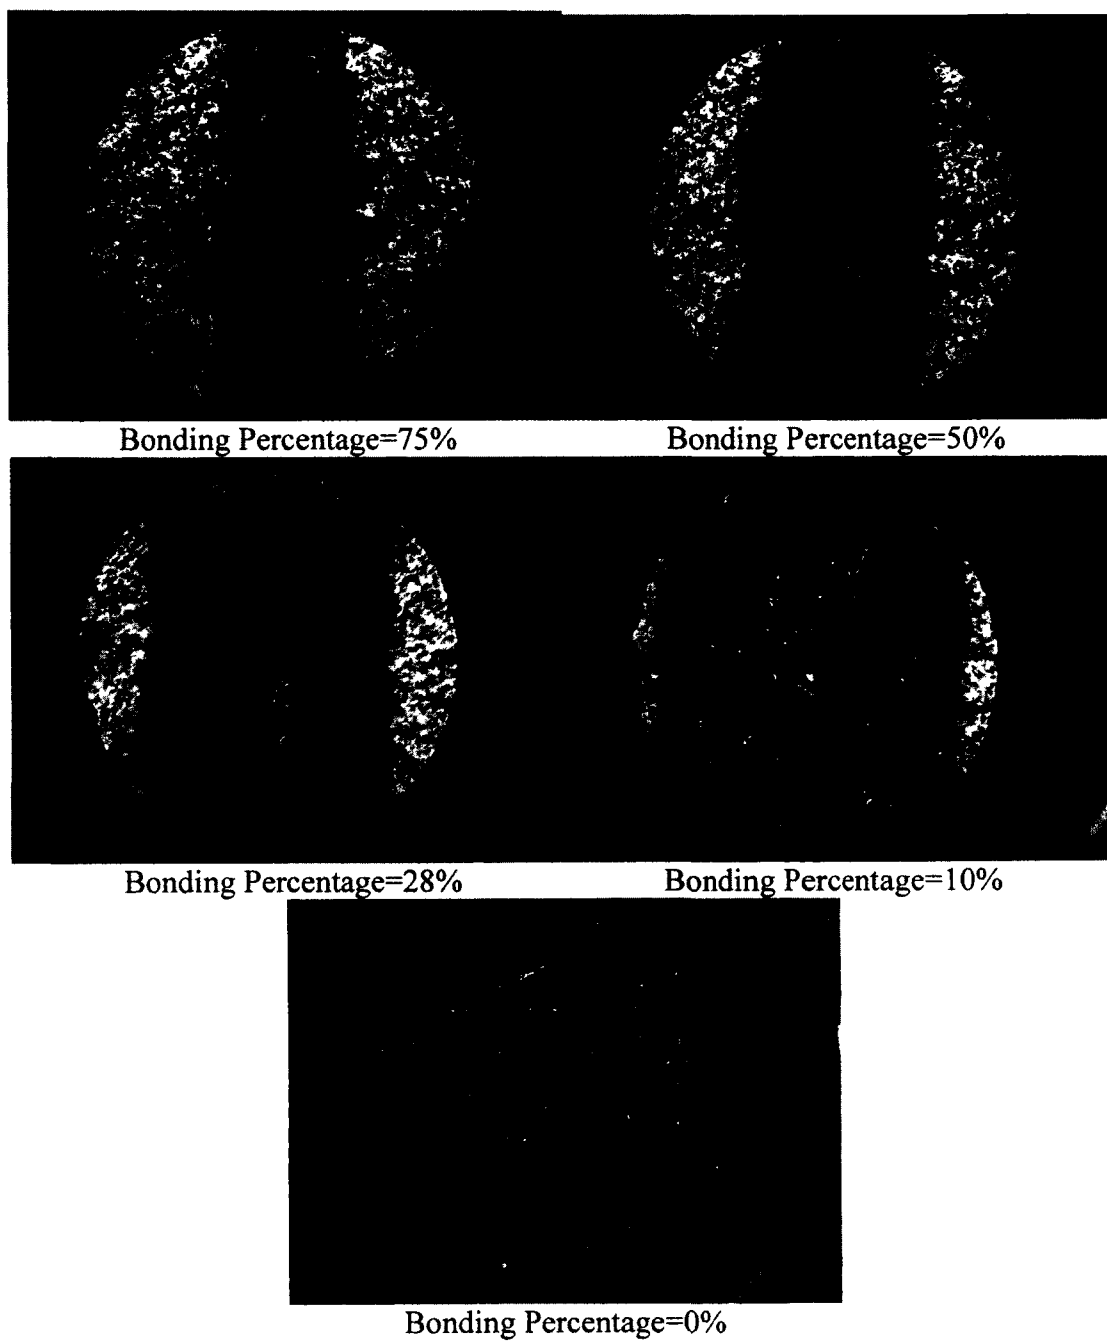 Bonding Percentage=75%
Bonding Percentage=50%
Bonding Percentage=28%
Bonding Percentage=10%
Bonding Percentage=0%